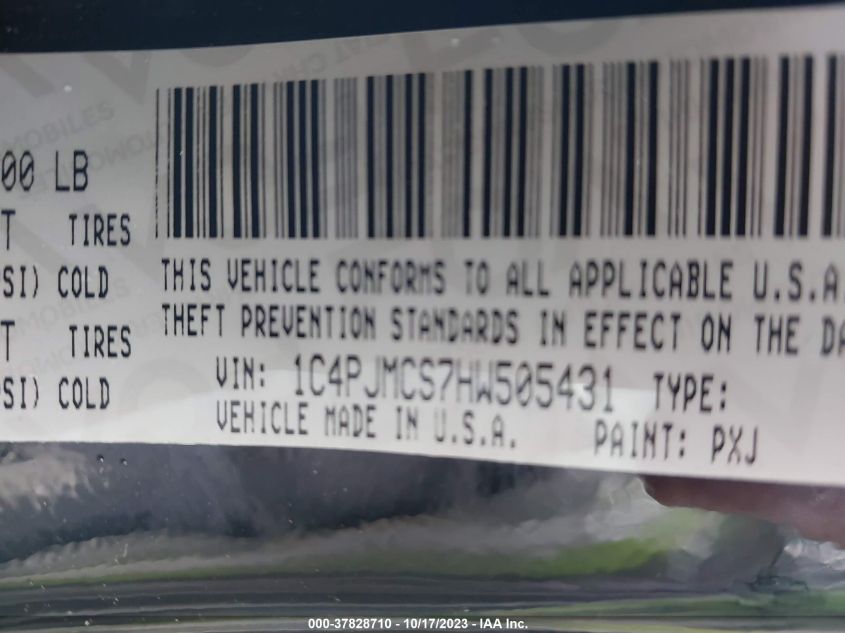 00 LB
T TIRES
SI) COLD
T TIRES
SI) COLD
THIS VEHICLE CONFORMS TO ALL APPLICABLE U.S.A.
THEFT PREVENTION STANDARDS IN EFFECT ON THE DA
VIN: 1C4PJMCS7HW505431 TYPE:
VEHICLE MADE IN U.S.A. PAINT: PXJ
000-37828710 - 10/17/2023 - IAA Inc.